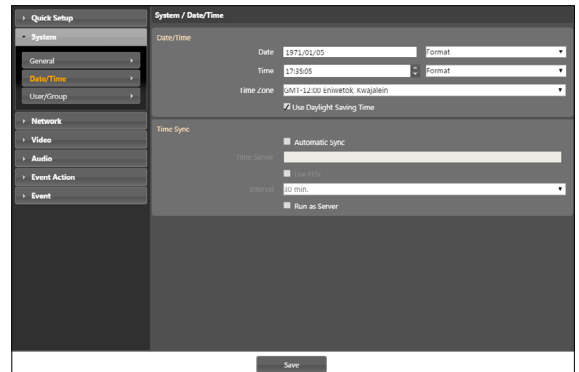 Quick Setup
System
General
Date/Time
User/Group
Network
Video
Audio
Event Action
Event
System / Date/Time
Date/Time
Date 1971/01/05 Format
Time 17:35:05 Format
Time Zone GMT-12:00 Eniwetok, Kwajalein
Use Daylight Saving Time
Time Sync
Automatic Sync
Time Server
Use FEN
Interval 30 min.
Run as Server
Save